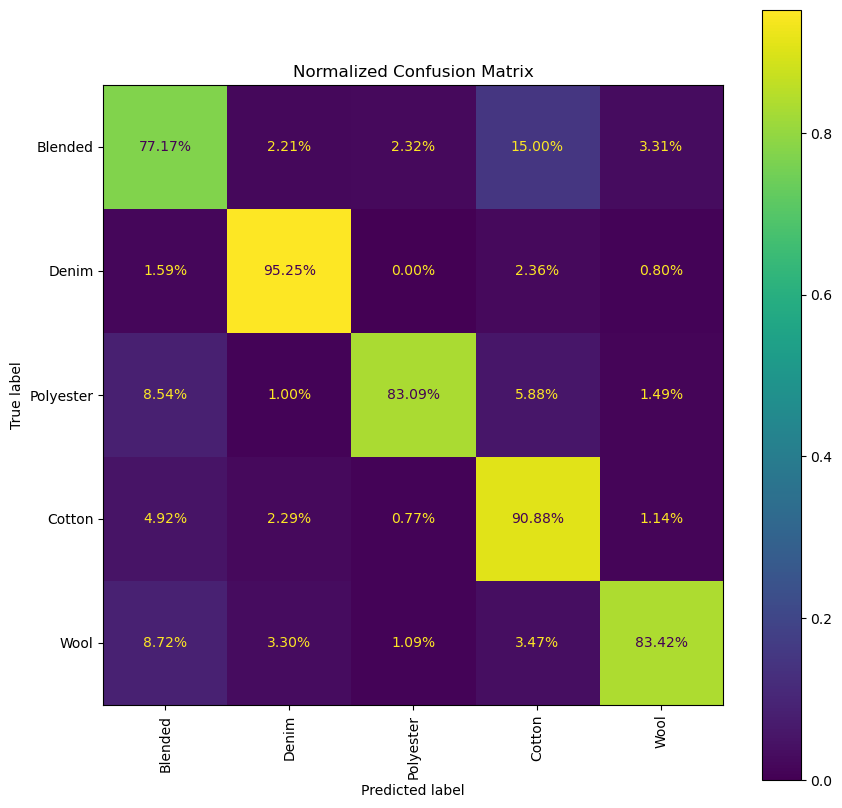 Normalized Confusion Matrix
True label
Blended 77.17% 2.21% 2.32% 15.00% 3.31%
Denim 1.59% 95.25% 0.00% 2.36% 0.80%
Polyester 8.54% 1.00% 83.09% 5.88% 1.49%
Cotton 4.92% 2.29% 0.77% 90.88% 1.14%
Wool 8.72% 3.30% 1.09% 3.47% 83.42%
Blended Denim Polyester Cotton Wool
Predicted label
0.8
0.6
0.4
0.2
0.0